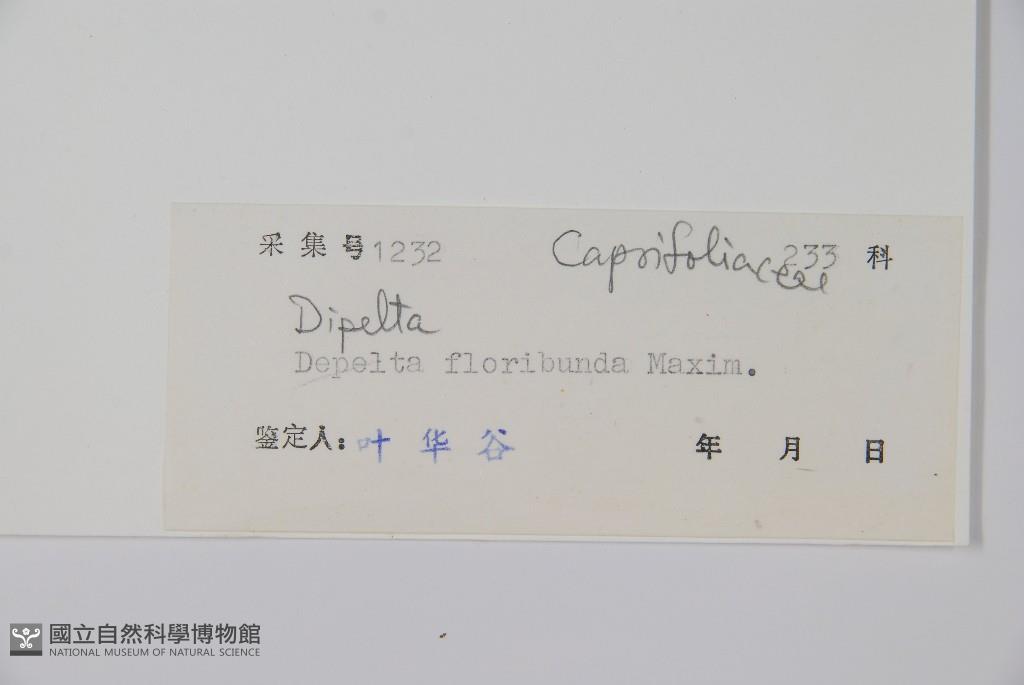 采集号1232 Caprifoliaceae 233 科
Dipelta
Depelta floribunda Maxim.
鉴定人：叶华谷 年 月 日
國立自然科學博物館
NATIONAL MUSEUM OF NATURAL SCIENCE